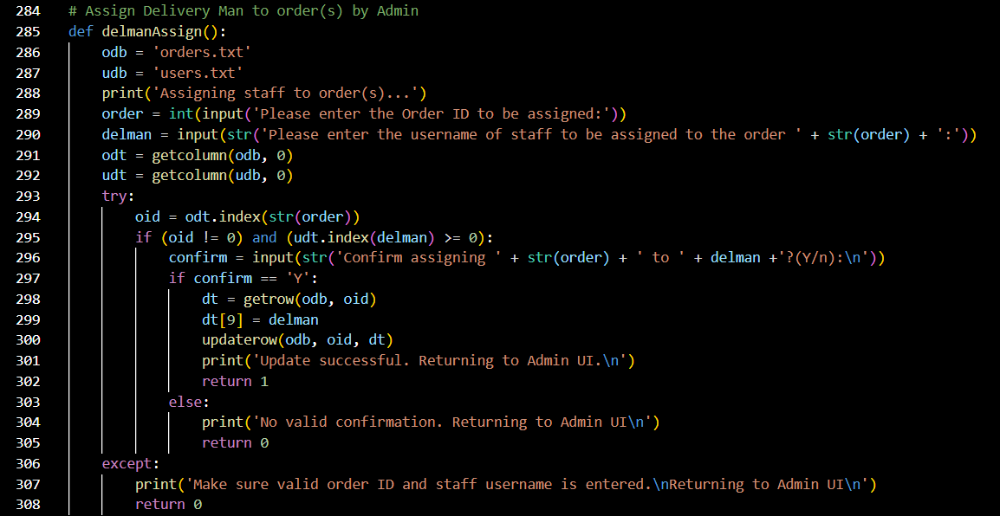 284 # Assign Delivery Man to order(s) by Admin
285 def delmanAssign():
286     odb = 'orders.txt'
287     udb = 'users.txt'
288     print('Assigning staff to order(s)...')
289     order = int(input('Please enter the Order ID to be assigned:'))
290     delman = input(str('Please enter the username of staff to be assigned to the order ' + str(order) + ':'))
291     odt = getcolumn(odb, 0)
292     udt = getcolumn(udb, 0)
293     try:
294         oid = odt.index(str(order))
295         if (oid != 0) and (udt.index(delman) >= 0):
296             confirm = input(str('Confirm assigning ' + str(order) + ' to ' + delman +'?(Y/n):\n'))
297             if confirm == 'Y':
298                 dt = getrow(odb, oid)
299                 dt[9] = delman
300                 updaterow(odb, oid, dt)
301                 print('Update successful. Returning to Admin UI.\n')
302                 return 1
303             else:
304                 print('No valid confirmation. Returning to Admin UI\n')
305                 return 0
306     except:
307         print('Make sure valid order ID and staff username is entered.\nReturning to Admin UI\n')
308         return 0